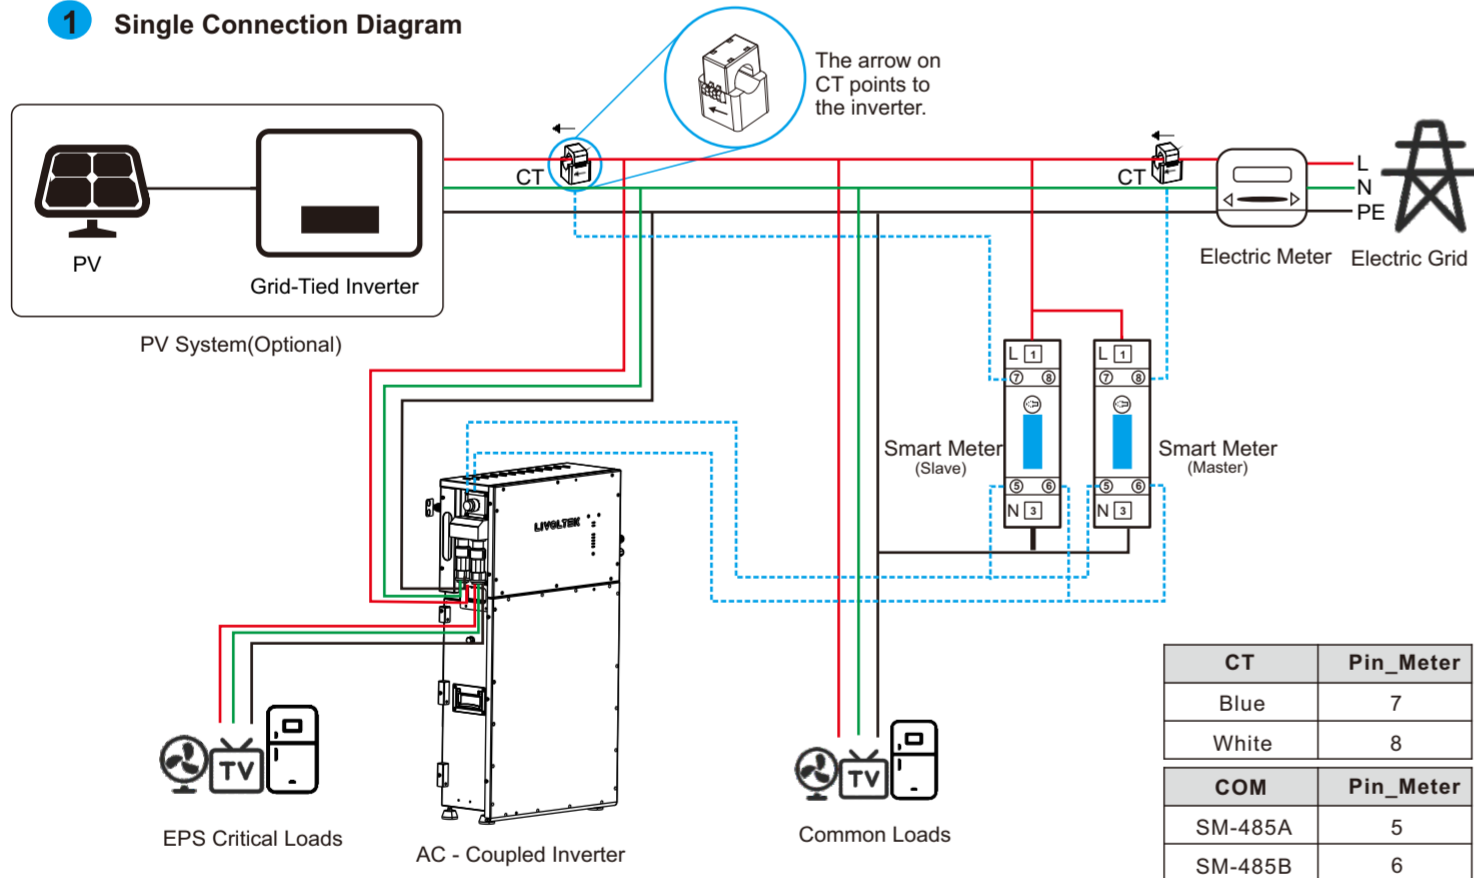 1 Single Connection Diagram
The arrow on
CT points to
the inverter.
CT
CT
L
N
PE
PV
Grid-Tied Inverter
Electric Meter
Electric Grid
PV System(Optional)
L 1
7 8
L 1
7 8
Smart Meter
(Slave)
Smart Meter
(Master)
5 6
N 3
5 6
N 3
LIVOLTEK
TV
EPS Critical Loads
AC - Coupled Inverter
TV
Common Loads
CT Pin_Meter
Blue 7
White 8
COM Pin_Meter
SM-485A 5
SM-485B 6